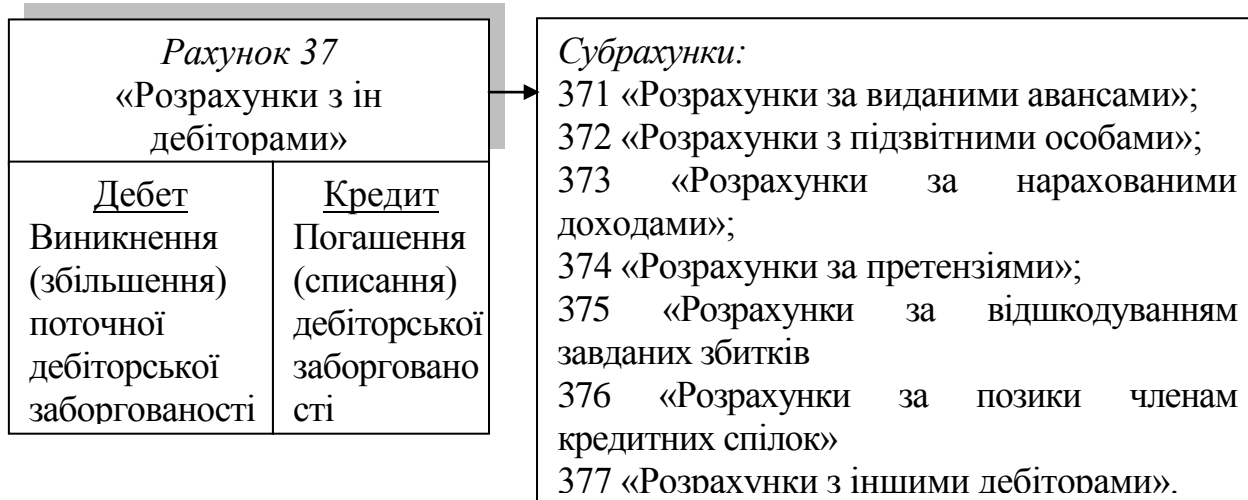 Рахунок 37
«Розрахунки з ін
дебіторами»
Дебет
Виникнення
(збільшення)
поточної
дебіторської
заборгованості
Кредит
Погашення
(списання)
дебіторської
заборговано
сті
Субрахунки:
371 «Розрахунки за виданими авансами»;
372 «Розрахунки з підзвітними особами»;
373 «Розрахунки за нарахованими
доходами»;
374 «Розрахунки за претензіями»;
375 «Розрахунки за відшкодуванням
завданих збитків
376 «Розрахунки за позики членам
кредитних спілок»
377 «Розрахунки з іншими дебіторами».